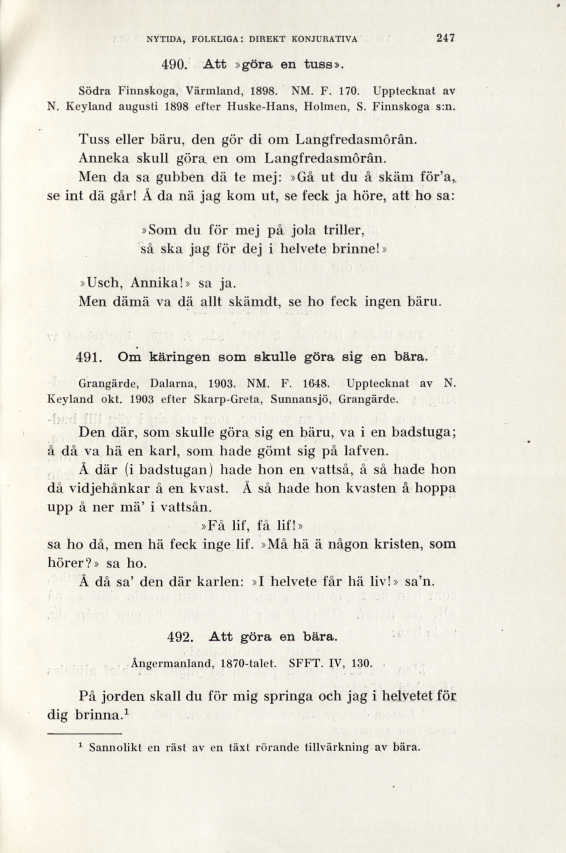 NYTIDA, FOLKLIGA: DIREKT KONJURATIVA 247
490. Att »göra en tuss».
Södra Finnskoga, Värmland, 1898. NM. F. 170. Upptecknat av
N. Keyland augusti 1898 efter Huske-Hans, Holmen, S. Finnskoga s:n.
Tuss eller bäru, den gör di om Langfredasmôrân.
Anneka skull göra en om Langfredasmôrân.
Men da sa gubben dä te mej: »Gå ut du å skäm för'a,
se int dä går! Å da nä jag kom ut, se feck ja höre, att ho sa:
»Som du för mej på jola triller,
så ska jag för dej i helvete brinne!»
»Usch, Annika!» sa ja.
Men dämä va dä allt skämdt, se ho feck ingen bäru.
491. Om käringen som skulle göra sig en bära.
Grangärde, Dalarna, 1903. NM. F. 1648. Upptecknat av N.
Keyland okt. 1903 efter Skarp-Greta, Sunnansjö, Grangärde.
Den där, som skulle göra sig en bäru, va i en badstuga;
å då va hä en karl, som hade gömt sig på lafven.
Å där (i badstugan) hade hon en vattså, å så hade hon
då vidjehånkar å en kvast. Å så hade hon kvasten å hoppa
upp å ner mä' i vattsån.
»Få lif, få lif!»
sa ho då, men hä feck inge lif. »Må hä ä någon kristen, som
hörer?» sa ho.
Å då sa' den där karlen: »I helvete får hä liv!» sa'n.
492. Att göra en bära.
Ångermanland, 1870-talet. SFFT. IV, 130.
På jorden skall du för mig springa och jag i helvetet för
dig brinna.¹
¹ Sannolikt en räst av en täxt rörande tillvärkning av bära.